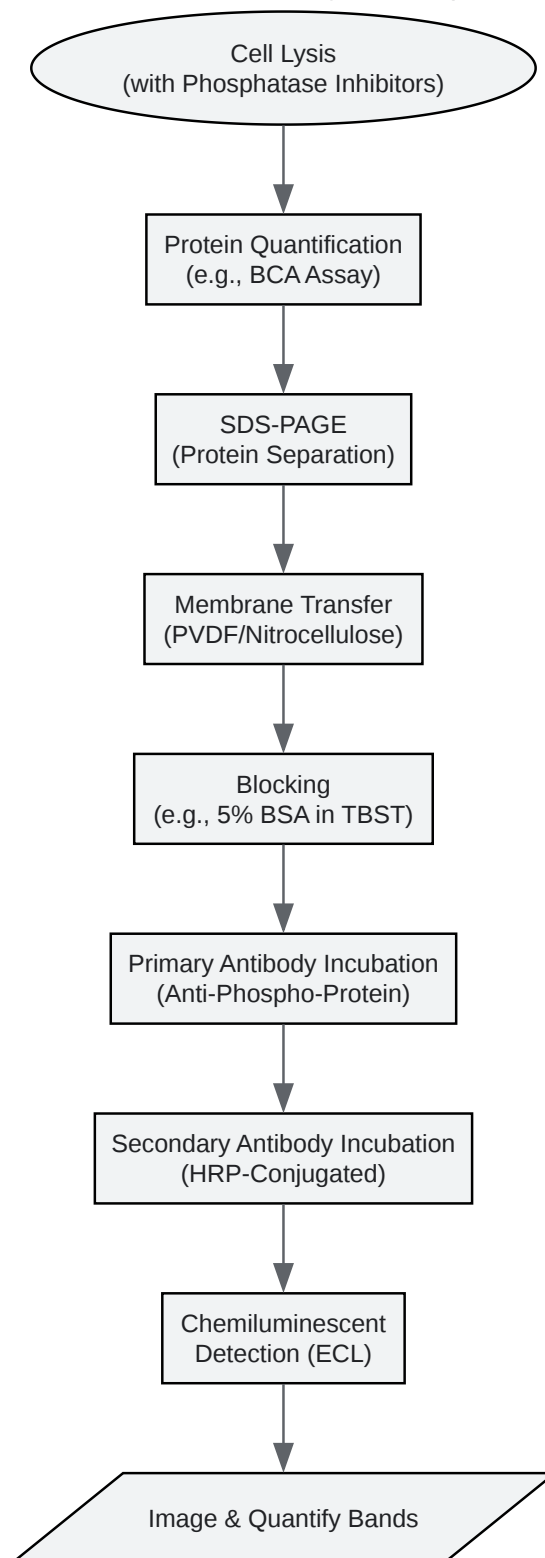 Cell Lysis
(with Phosphatase Inhibitors)
Protein Quantification
(e.g., BCA Assay)
SDS-PAGE
(Protein Separation)
Membrane Transfer
(PVDF/Nitrocellulose)
Blocking
(e.g., 5% BSA in TBST)
Primary Antibody Incubation
(Anti-Phospho-Protein)
Secondary Antibody Incubation
(HRP-Conjugated)
Chemiluminescent
Detection (ECL)
Image & Quantify Bands